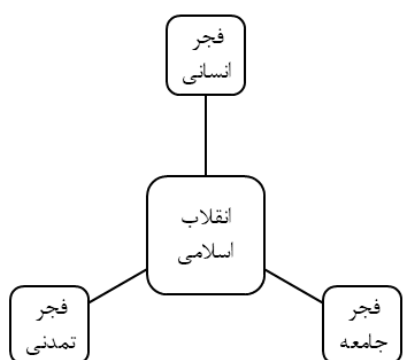 فجر
انسانی
انقلاب
اسلامی
فجر
جامعه
فجر
تمدنی